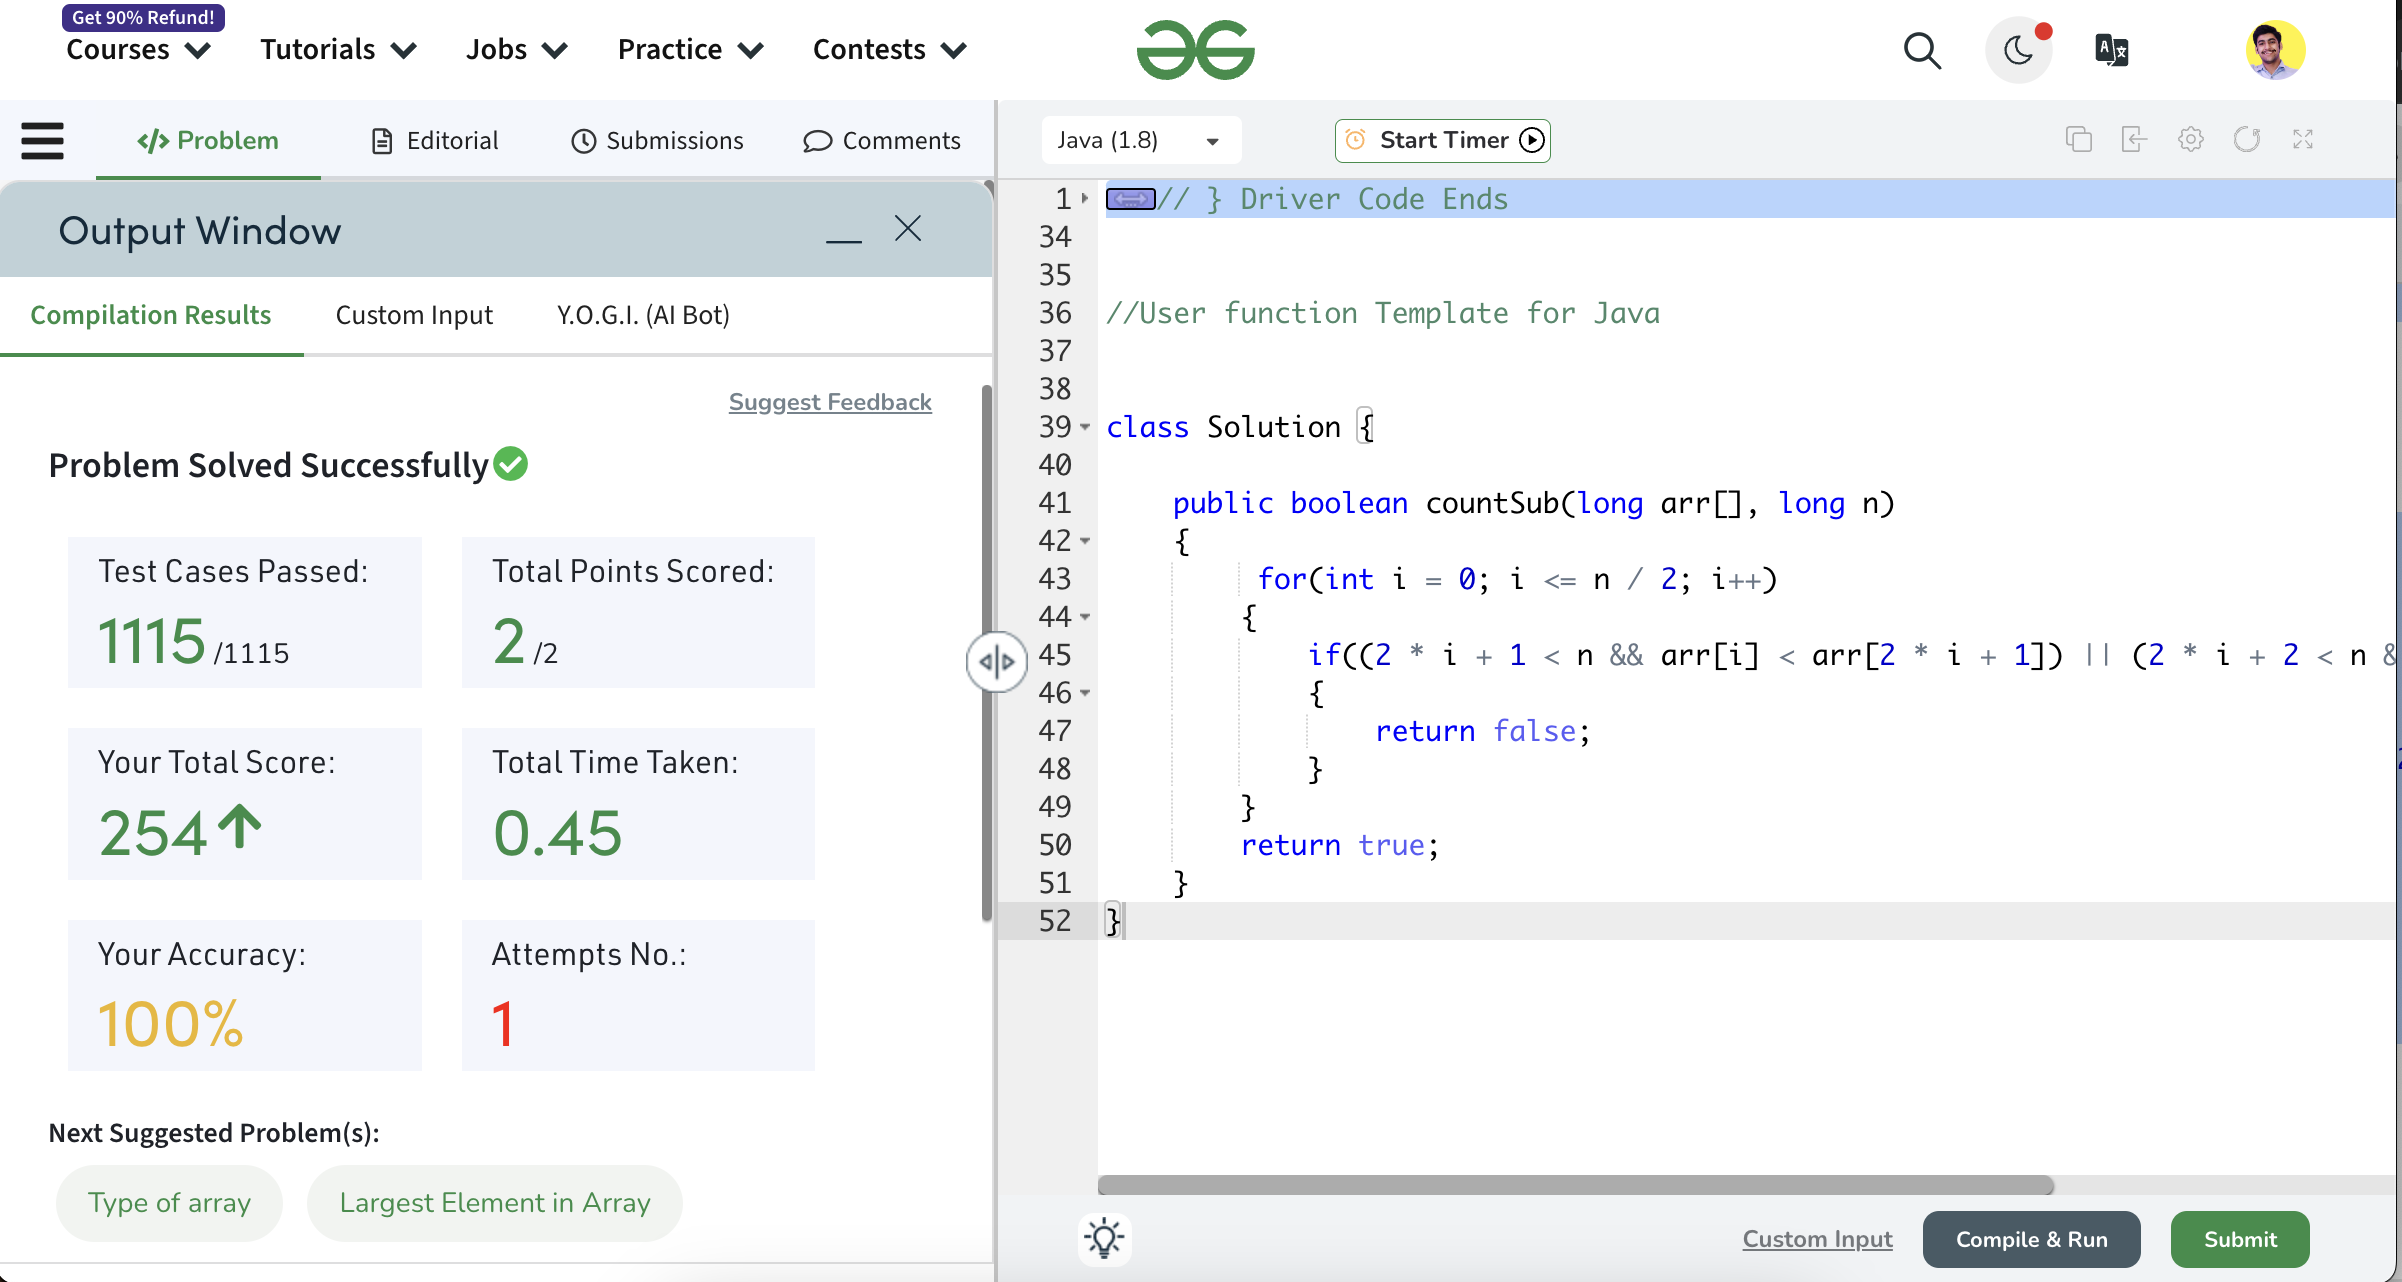 Get 90% Refund!
Courses Tutorials Jobs Practice Contests
</> Problem Editorial Submissions Comments
Output Window
Compilation Results Custom Input Y.O.G.I. (AI Bot)
Suggest Feedback
Problem Solved Successfully
Test Cases Passed: Total Points Scored:
1115 /1115 2 /2
Your Total Score: Total Time Taken:
254 0.45
Your Accuracy: Attempts No.:
100% 1
Next Suggested Problem(s):
Type of array Largest Element in Array
Java (1.8) Start Timer
1 // } Driver Code Ends
34
35
36 //User function Template for Java
37
38
39 class Solution {
40
41 public boolean countSub(long arr[], long n)
42 {
43 for(int i = 0; i <= n / 2; i++)
44 {
45 if((2 * i + 1 < n && arr[i] < arr[2 * i + 1]) || (2 * i + 2 < n &
46 {
47 return false;
48 }
49 }
50 return true;
51 }
52 }
Custom Input Compile & Run Submit